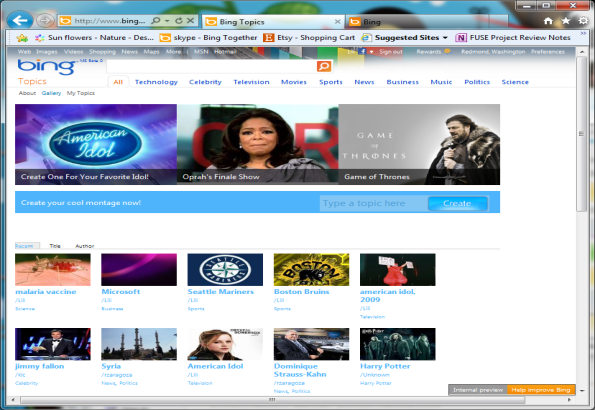 http://www.bing...
Bing Topics
Bing
Sun flowers - Nature - Des...
skype - Bing Together
Etsy - Shopping Cart
Suggested Sites
FUSE Project Review Notes
Web Images Videos Shopping News Maps More | MSN Hotmail
Sign out Rewards Redmond, Washington Preferences
bing
Topics
All Technology Celebrity Television Movies Sports News Business Music Politics Science
About Gallery My Topics
American Idol
GAME OF THRONES
Create One For Your Favorite Idol!
Oprah's Finale Show
Game of Thrones
Create your cool montage now!
Type a topic here
Create
Recent Title Author
SEATTLE MARINERS
BOSTON
malaria vaccine
Microsoft
Seattle Mariners
Boston Bruins
american idol, 2009
/Lili
/Lili
/Lili
/Lili
/Lili
Science
Business
Sports
Sports
Television
jimmy fallon
Syria
American Idol
Dominique Strauss-Kahn
Harry Potter
/rzaragoza
/Lili
/rzaragoza
/Unknown
Celebrity
News, Politics
Television
News, Politics
Harry Potter
Internal preview
Help improve Bing